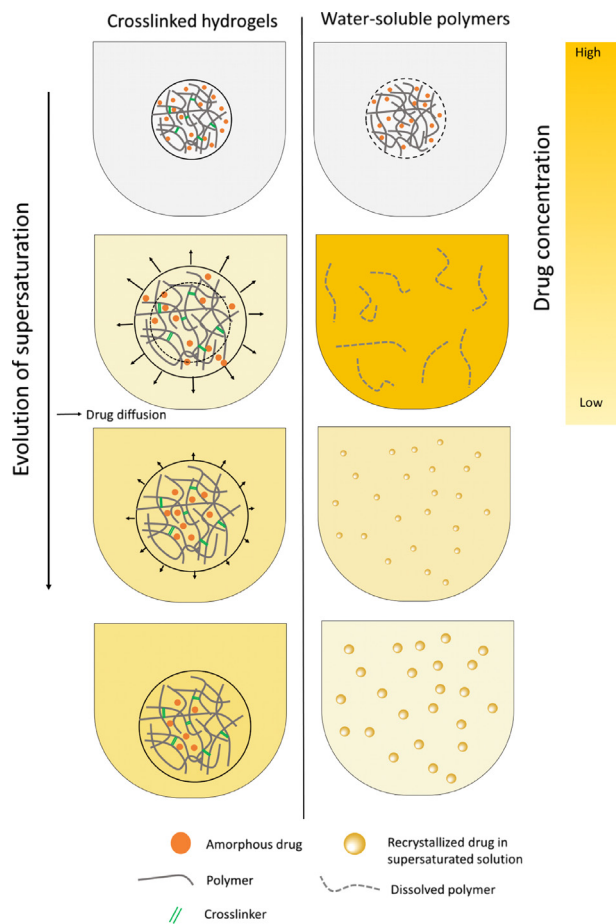 Crosslinked hydrogels
Water-soluble polymers
High
Drug concentration
Low
Evolution of supersaturation
Drug diffusion
Amorphous drug
Recrystallized drug in
supersaturated solution
Polymer
Dissolved polymer
Crosslinker